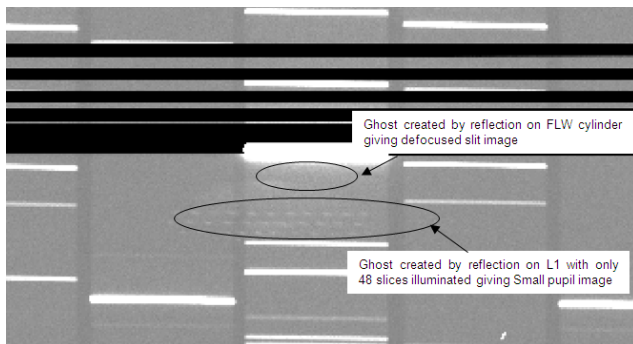 Ghost created by reflection on FLW cylinder
giving defocused slit image
Ghost created by reflection on L1 with only
48 slices illuminated giving Small pupil image